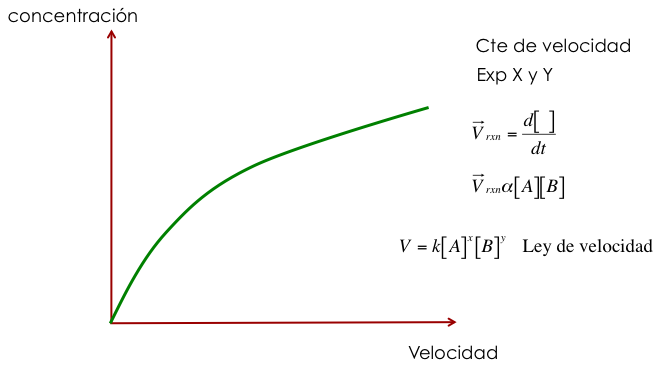 concentración
Cte de velocidad
Exp X y Y
V⃗ rxn = d[ ] / dt
V⃗ rxn α[A][B]
V = k[A]^x [B]^y Ley de velocidad
Velocidad